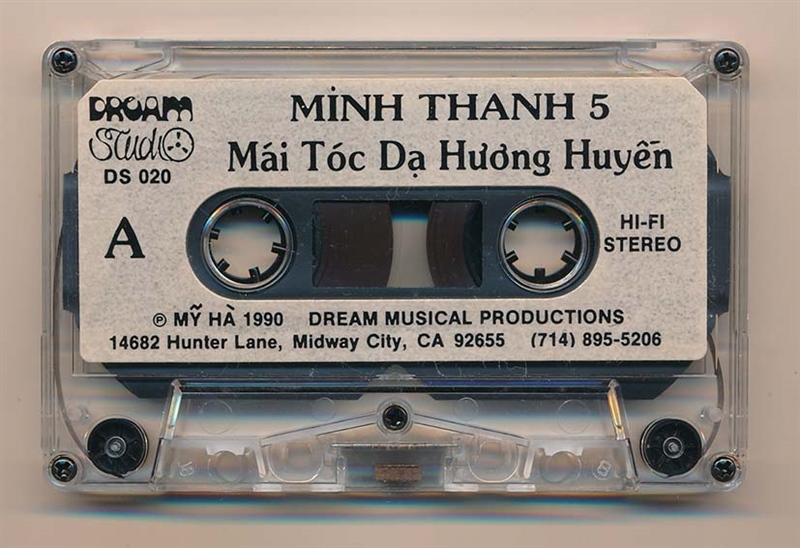 DREAM
Studio
DS 020
MINH THANH 5
Mái Tóc Dạ Hương Huyền
A
HI-FI
STEREO
℗ MỸ HÀ 1990 DREAM MUSICAL PRODUCTIONS
14682 Hunter Lane, Midway City, CA 92655 (714) 895-5206